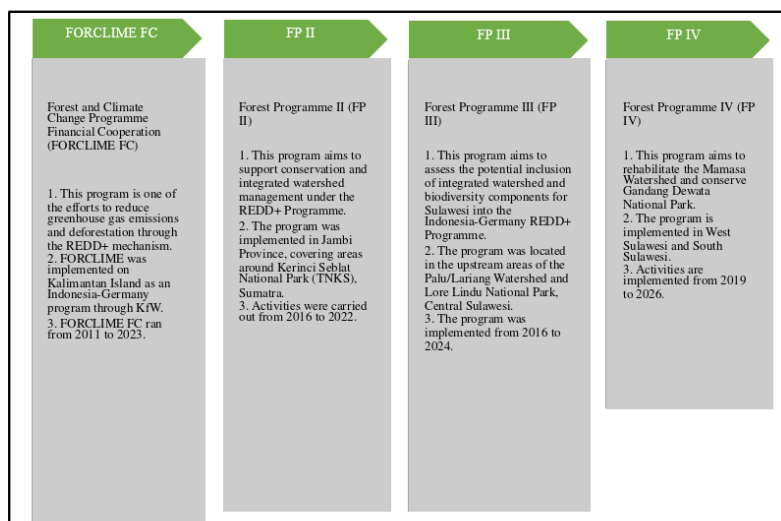 FORCLIME FC
Forest and Climate
Change Programme
Financial Cooperation
(FORCLIME FC)
1. This program is one of
the efforts to reduce
greenhouse gas emissions
and deforestation through
the REDD+ mechanism.
2. FORCLIME was
implemented on
Kalimantan Island as an
Indonesia-Germany
program through KfW.
3. FORCLIME FC ran
from 2011 to 2023.
FP II
Forest Programme II (FP
II)
1. This program aims to
support conservation and
integrated watershed
management under the
REDD+ Programme.
2. The program was
implemented in Jambi
Province, covering areas
around Kerinci Seblat
National Park (TNKS),
Sumatra.
3. Activities were carried
out from 2016 to 2022.
FP III
Forest Programme III (FP
III)
1. This program aims to
assess the potential inclusion
of integrated watershed and
biodiversity components for
Sulawesi into the
Indonesia-Germany REDD+
Programme.
2. The program was located
in the upstream areas of the
Palu/Lariang Watershed and
Lore Lindu National Park,
Central Sulawesi.
3. The program was
implemented from 2016 to
2024.
FP IV
Forest Programme IV (FP
IV)
1. This program aims to
rehabilitate the Mamasa
Watershed and conserve
Gandang Dewata
National Park.
2. The program is
implemented in West
Sulawesi and South
Sulawesi.
3. Activities are
implemented from 2019
to 2026.